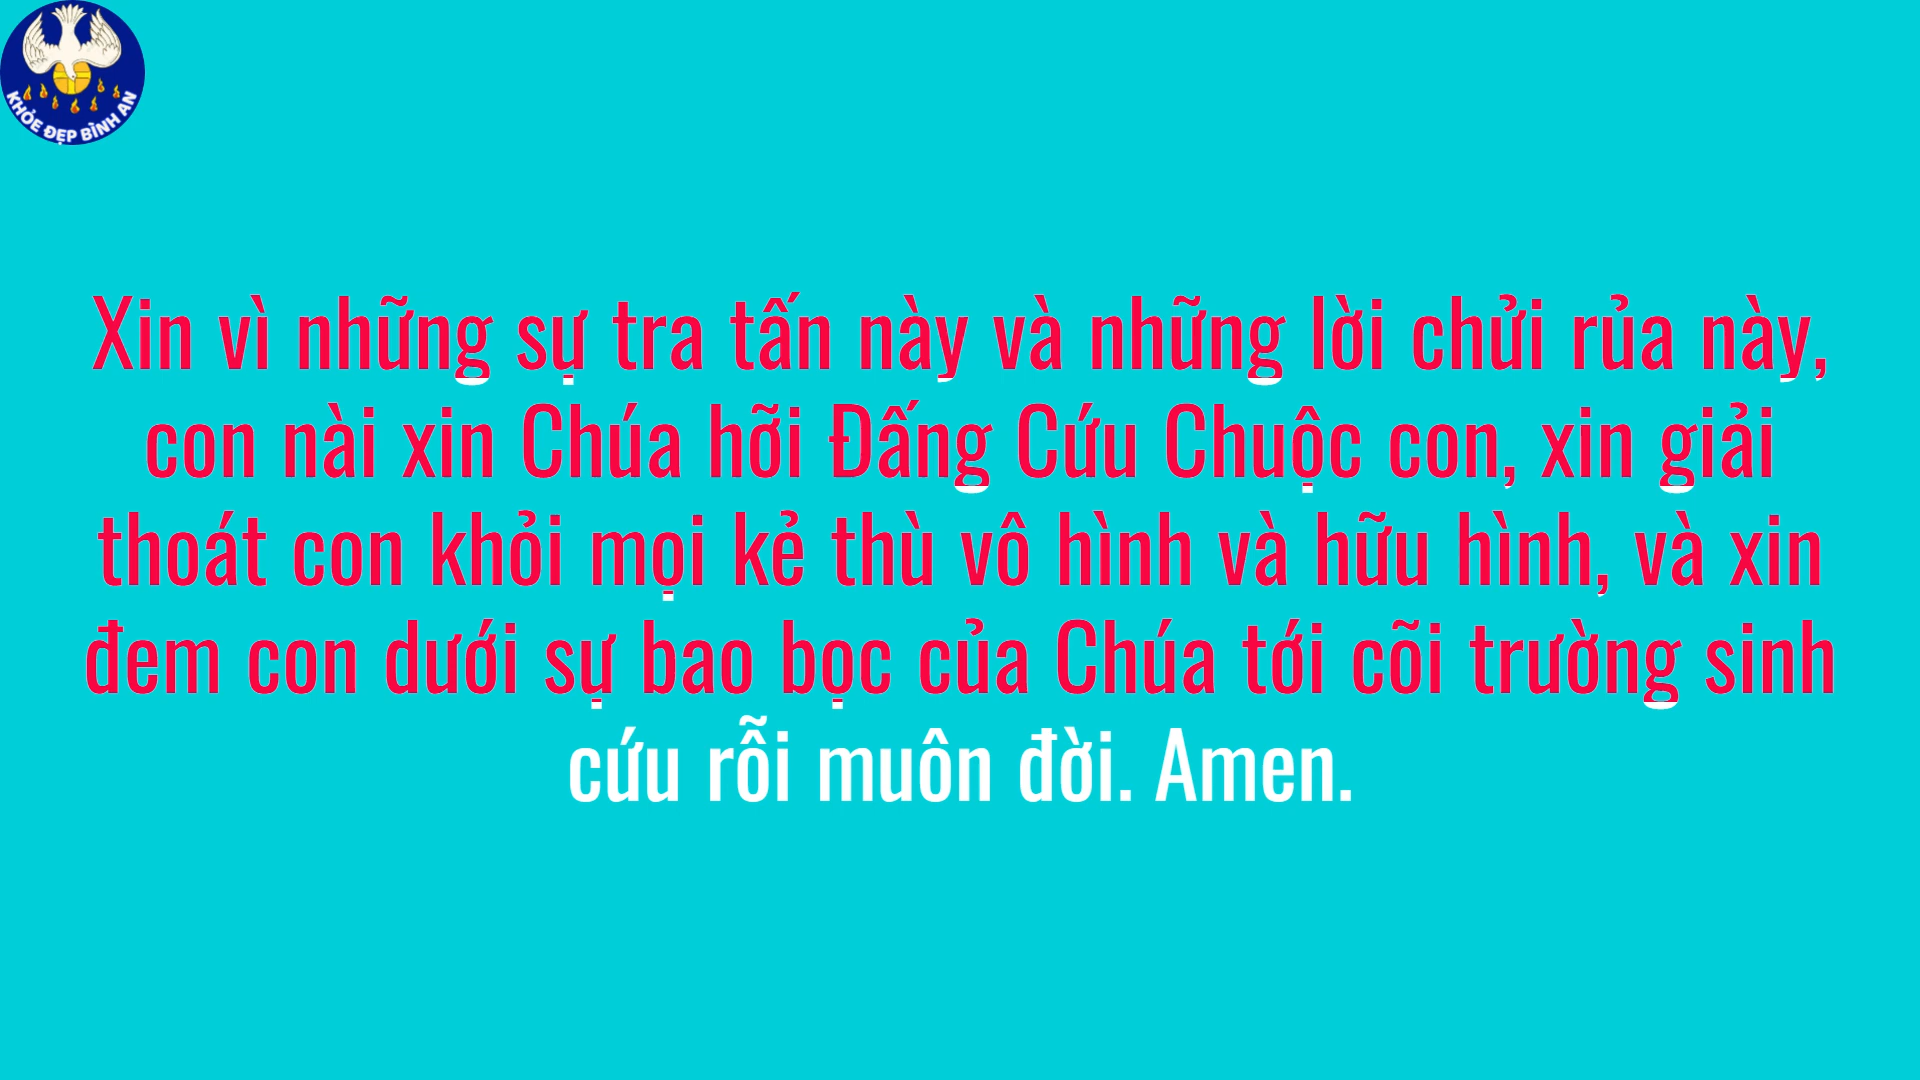 KHỎE ĐẸP BÌNH AN
Xin vì những sự tra tấn này và những lời chửi rủa này,
con nài xin Chúa hỡi Đấng Cứu Chuộc con, xin giải
thoát con khỏi mọi kẻ thù vô hình và hữu hình, và xin
đem con dưới sự bao bọc của Chúa tới cõi trường sinh
cứu rỗi muôn đời. Amen.